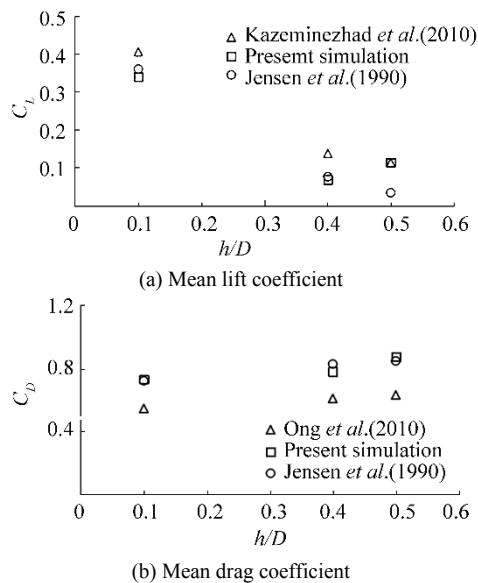 0.5
△ Kazeminezhad et al.(2010)
□ Presemt simulation
○ Jensen et al.(1990)
0.4
0.3
C_L
0.2
0.1
0 0.1 0.2 0.3 0.4 0.5 0.6
h/D
(a) Mean lift coefficient
1.2
0.8
C_D
0.4
△ Ong et al.(2010)
□ Present simulation
○ Jensen et al.(1990)
0
0.1 0.2 0.3 0.4 0.5 0.6
h/D
(b) Mean drag coefficient